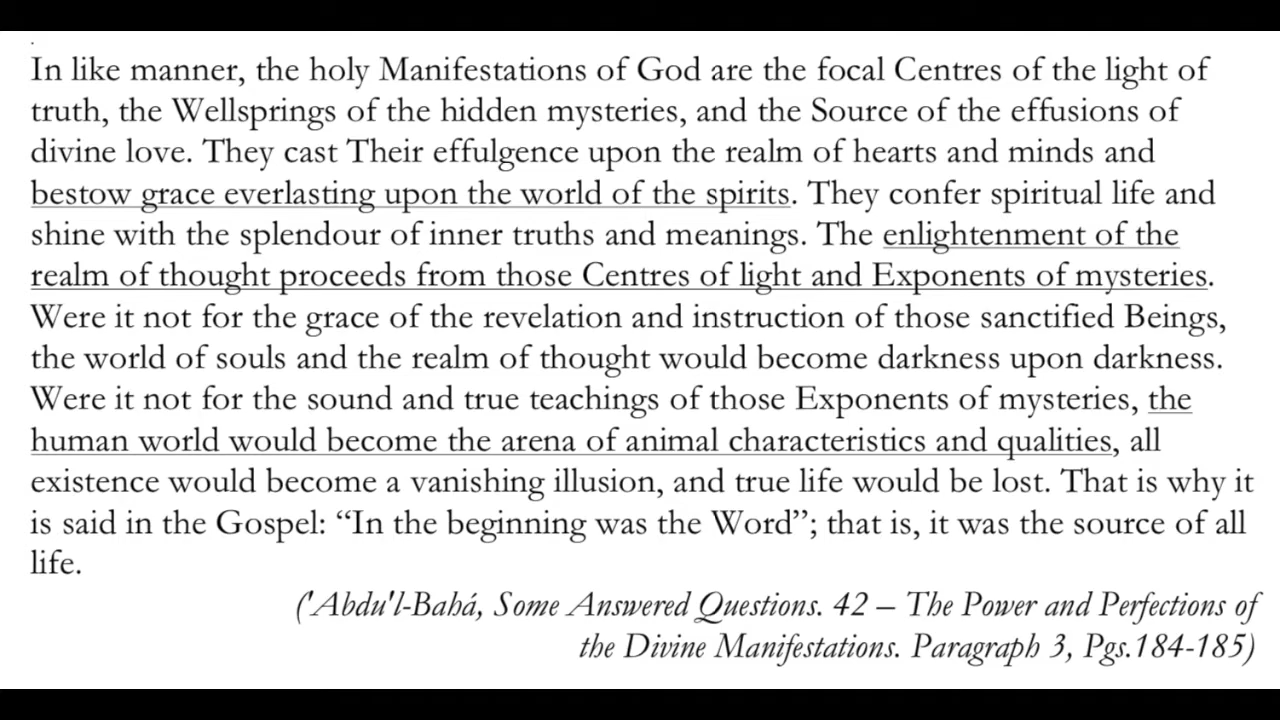 In like manner, the holy Manifestations of God are the focal Centres of the light of
truth, the Wellsprings of the hidden mysteries, and the Source of the effusions of
divine love. They cast Their effulgence upon the realm of hearts and minds and
bestow grace everlasting upon the world of the spirits. They confer spiritual life and
shine with the splendour of inner truths and meanings. The enlightenment of the
realm of thought proceeds from those Centres of light and Exponents of mysteries.
Were it not for the grace of the revelation and instruction of those sanctified Beings,
the world of souls and the realm of thought would become darkness upon darkness.
Were it not for the sound and true teachings of those Exponents of mysteries, the
human world would become the arena of animal characteristics and qualities, all
existence would become a vanishing illusion, and true life would be lost. That is why it
is said in the Gospel: “In the beginning was the Word”; that is, it was the source of all
life.
('Abdu'l-Bahá, Some Answered Questions. 42 – The Power and Perfections of
the Divine Manifestations. Paragraph 3, Pgs.184-185)